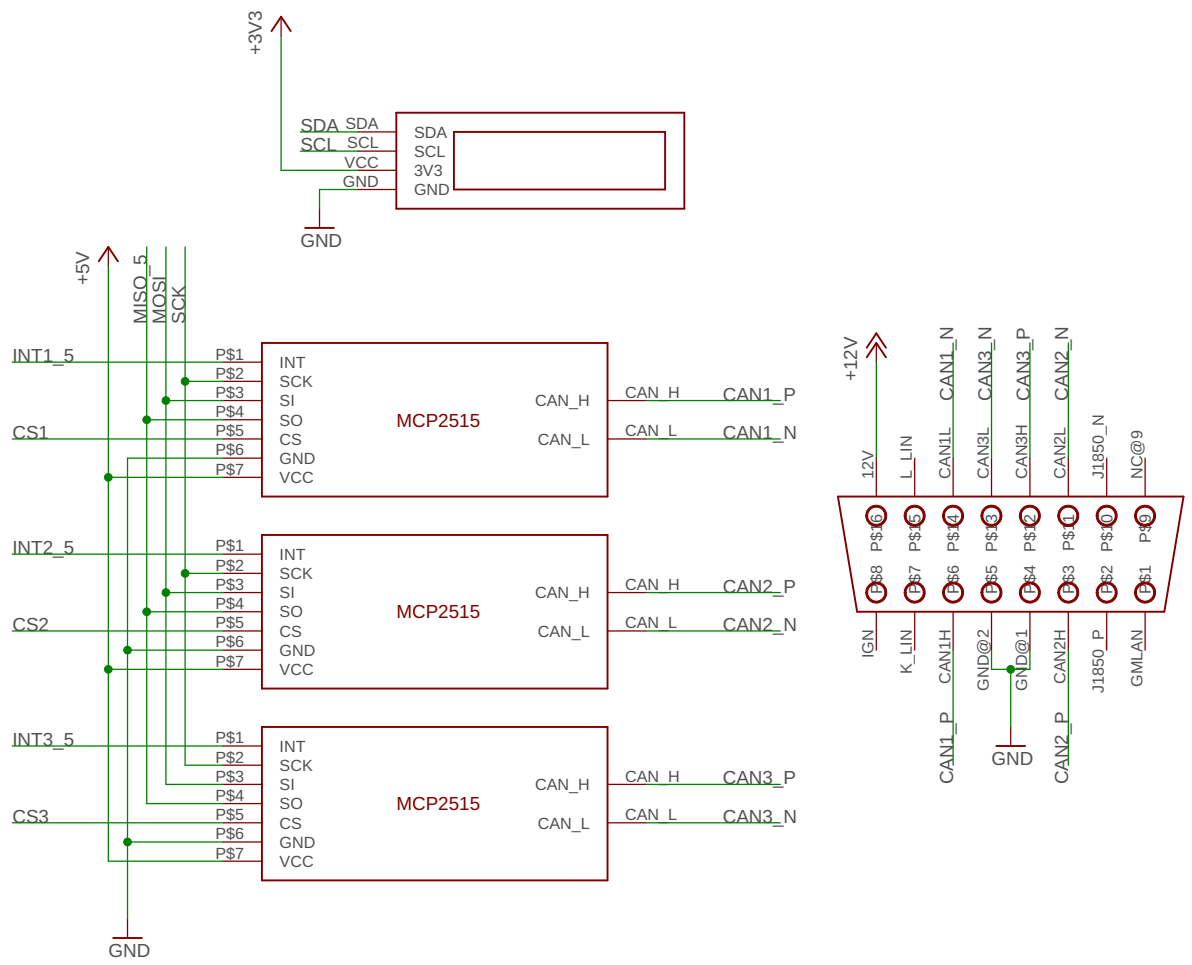 +3V3
SDA SDA SDA
SCL SCL SCL
VCC 3V3
GND GND
GND
+5V
MISO_5
MOSI
SCK
INT1_5 P$1 INT
P$2 SCK
P$3 SI CAN_H CAN_H CAN1_P
P$4 SO MCP2515
CS1 P$5 CS CAN_L CAN_L CAN1_N
P$6 GND
P$7 VCC
INT2_5 P$1 INT
P$2 SCK
P$3 SI CAN_H CAN_H CAN2_P
P$4 SO MCP2515
CS2 P$5 CS CAN_L CAN_L CAN2_N
P$6 GND
P$7 VCC
INT3_5 P$1 INT
P$2 SCK
P$3 SI CAN_H CAN_H CAN3_P
P$4 SO MCP2515
CS3 P$5 CS CAN_L CAN_L CAN3_N
P$6 GND
P$7 VCC
GND
+12V CAN1_N CAN3_N CAN3_P CAN2_N
12V L_LIN CAN1L CAN3L CAN3H CAN2L J1850_N NC@9
P$16 P$15 P$14 P$13 P$12 P$11 P$10 P$9
P$8 P$7 P$6 P$5 P$4 P$3 P$2 P$1
IGN K_LIN CAN1H GND@2 GND@1 CAN2H J1850_P GMLAN
CAN1_P GND CAN2_P